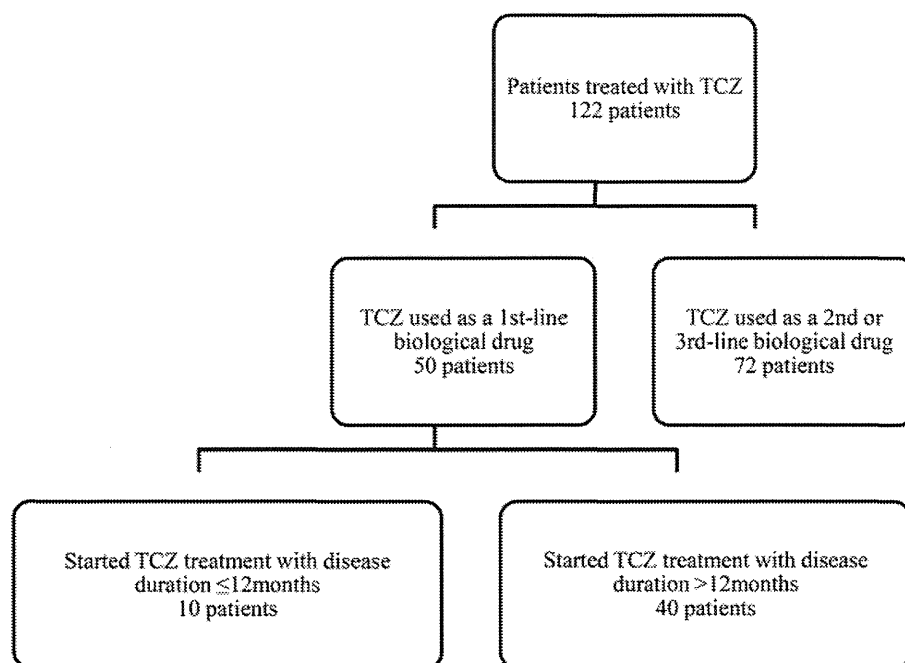 Patients treated with TCZ
122 patients
TCZ used as a 1st-line
biological drug
50 patients
TCZ used as a 2nd or
3rd-line biological drug
72 patients
Started TCZ treatment with disease
duration ≤12months
10 patients
Started TCZ treatment with disease
duration >12months
40 patients